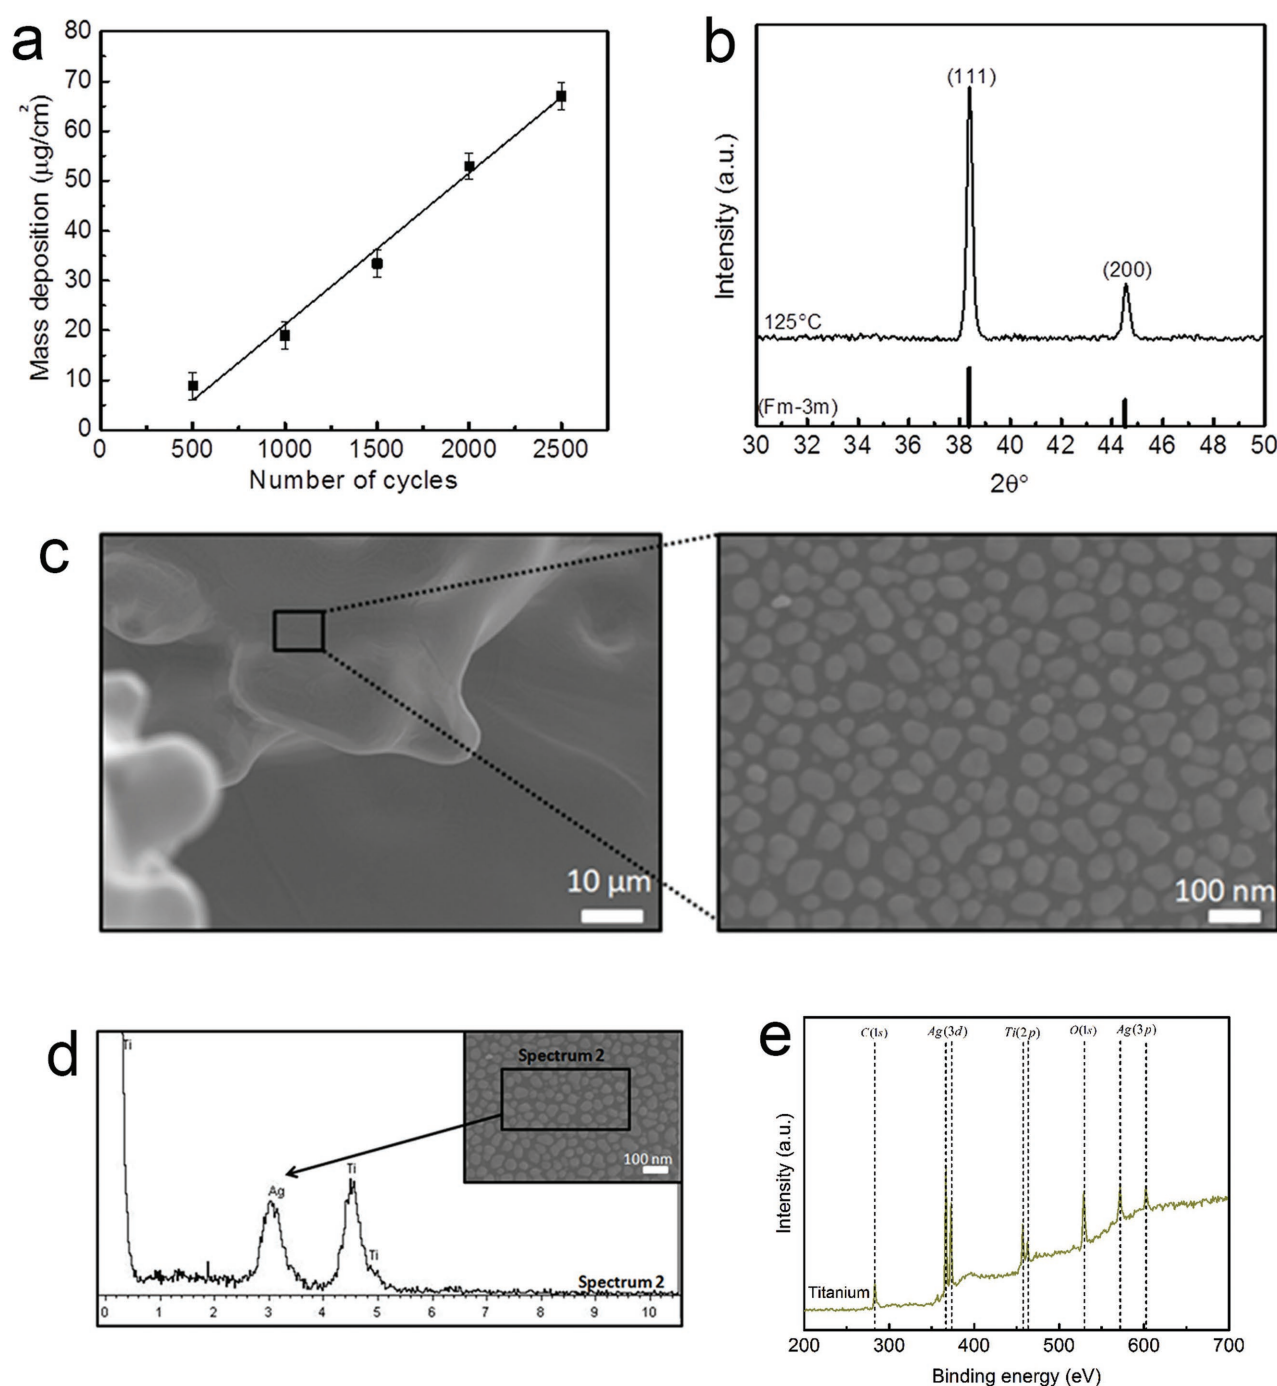 a
80
70
60
50
40
30
20
10
0
Mass deposition (μg/cm²)
0 500 1000 1500 2000 2500
Number of cycles
b
(111)
(200)
125°C
(Fm-3m)
Intensity (a.u.)
30 32 34 36 38 40 42 44 46 48 50
2θ°
c
10 μm
100 nm
d
Ti
Ag
Ti
Ti
Spectrum 2
100 nm
Spectrum 2
0 1 2 3 4 5 6 7 8 9 10
e
C(1s) Ag(3d) Ti(2p) O(1s) Ag(3p)
Intensity (a.u.)
Titanium
200 300 400 500 600 700
Binding energy (eV)